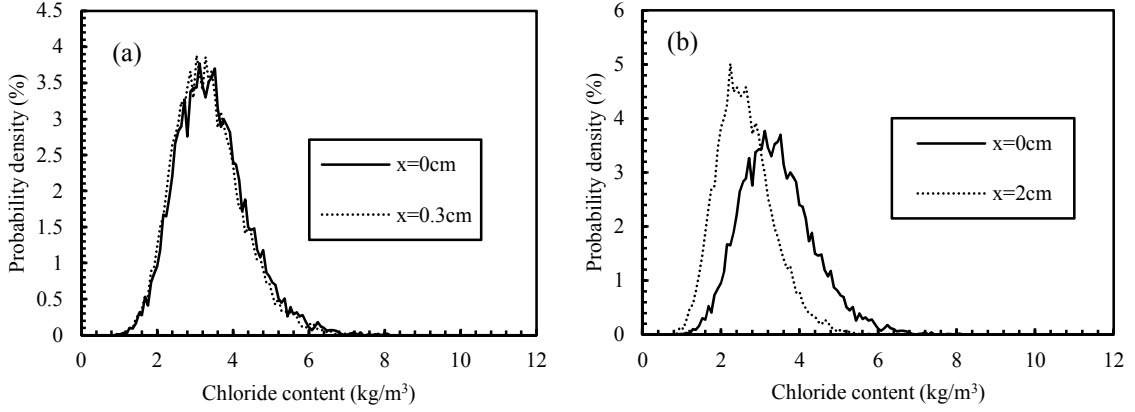 (a)
Probability density (%)
4.5
4
3.5
3
2.5
2
1.5
1
0.5
0
x=0cm
x=0.3cm
0 2 4 6 8 10 12
Chloride content (kg/m³)
(b)
Probability density (%)
6
5
4
3
2
1
0
x=0cm
x=2cm
0 2 4 6 8 10 12
Chloride content (kg/m³)